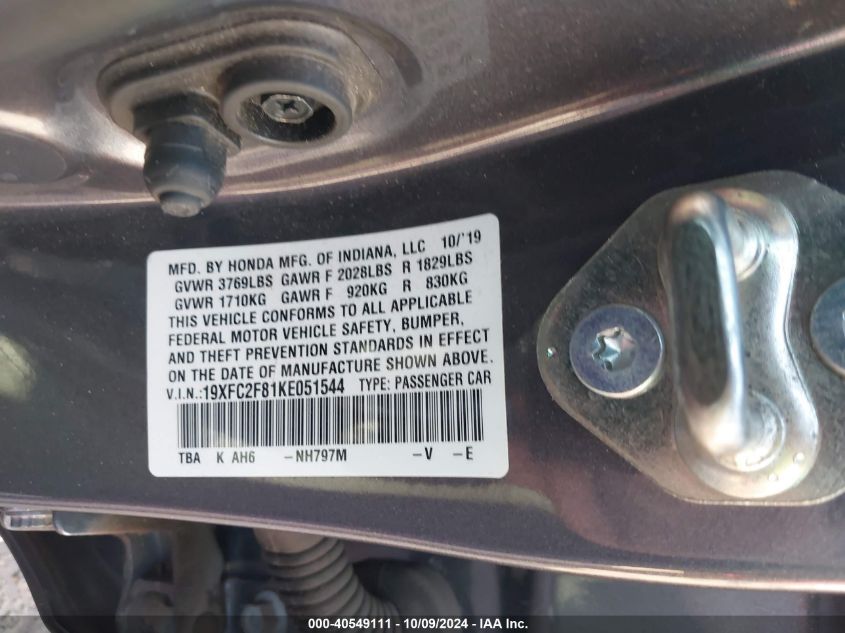 MFD. BY HONDA MFG. OF INDIANA, LLC 10/'19
GVWR 3769LBS GAWR F 2028LBS R 1829LBS
GVWR 1710KG GAWR F 920KG R 830KG
THIS VEHICLE CONFORMS TO ALL APPLICABLE
FEDERAL MOTOR VEHICLE SAFETY, BUMPER,
AND THEFT PREVENTION STANDARDS IN EFFECT
ON THE DATE OF MANUFACTURE SHOWN ABOVE.
V.I.N.:19XFC2F81KE051544 TYPE: PASSENGER CAR
TBA K AH6 -NH797M -V -E
000-40549111 - 10/09/2024 - IAA Inc.